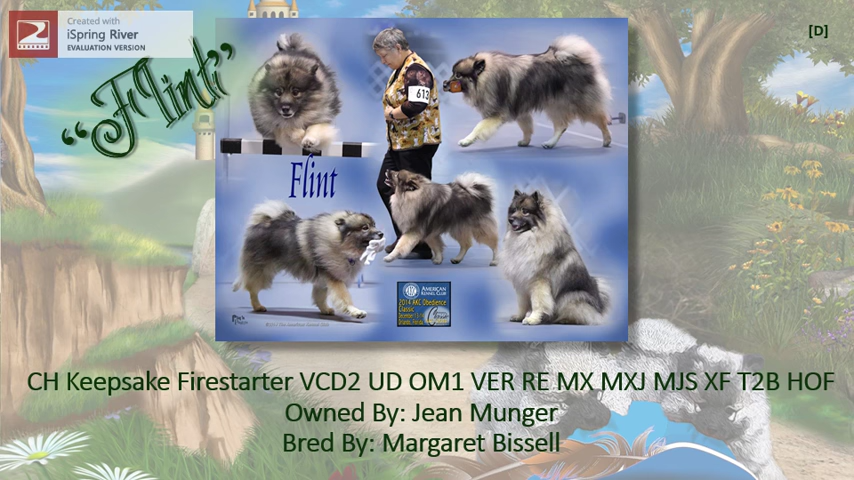 Created with
iSpring River
EVALUATION VERSION
[D]
“Flint”
613
Flint
AMERICAN
KENNEL CLUB
2014 AKC Obedience
Classic
Orlando, Florida
CH Keepsake Firestarter VCD2 UD OM1 VER RE MX MXJ MJS XF T2B HOF
Owned By: Jean Munger
Bred By: Margaret Bissell